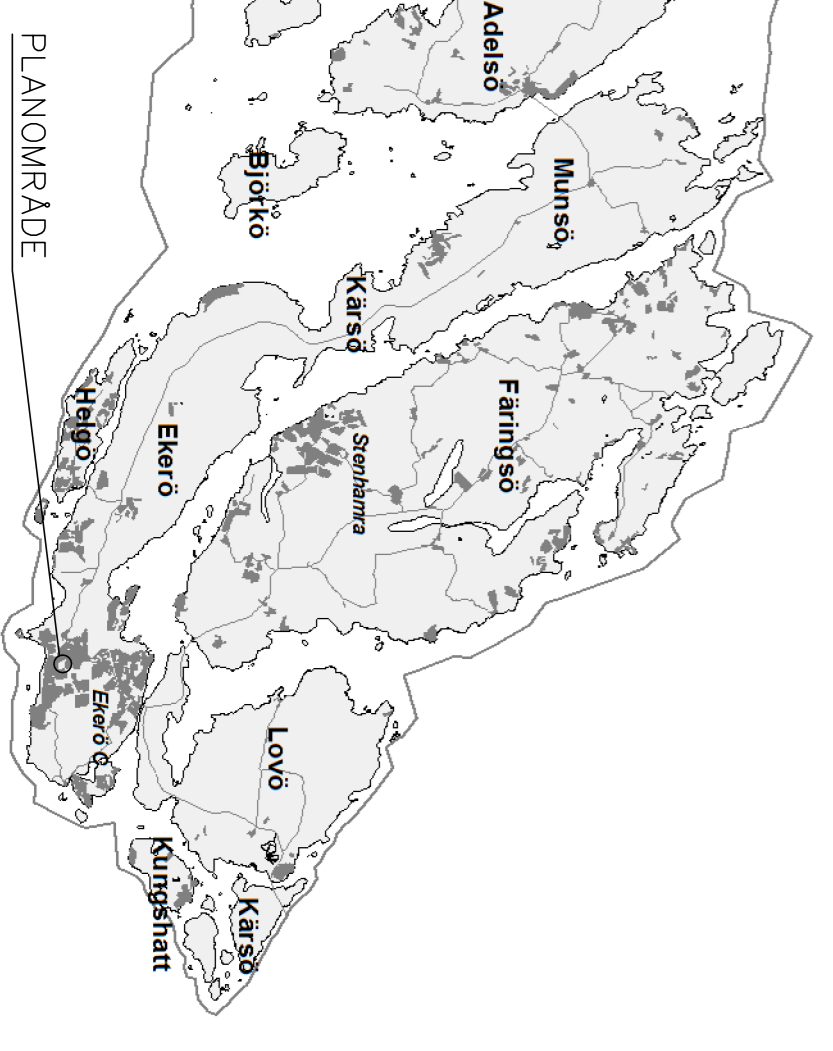 Adelsö
Munsö
Björkö
Kärsö
Färingsö
Helgö
Ekerö
Stenhamra
Ekerö C
Lovö
Kungshatt
Kärsö
PLANOMRÅDE